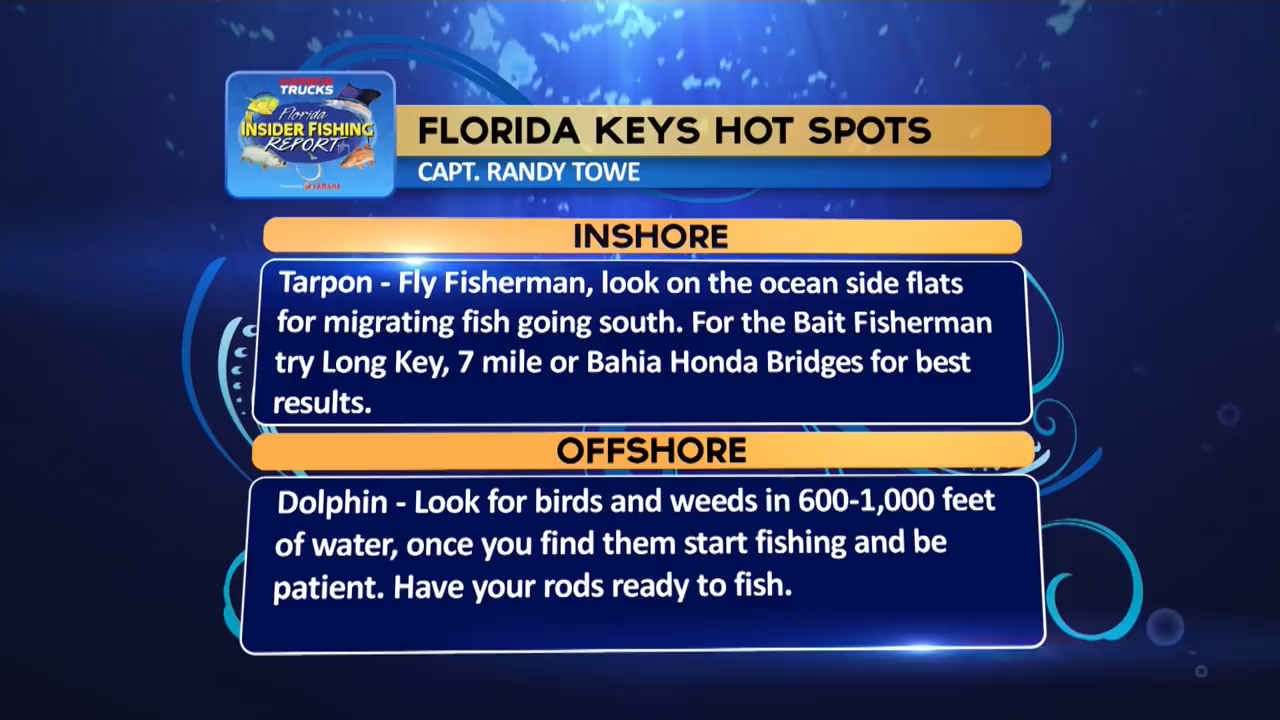 TRUCKS
Florida
INSIDER FISHING
REPORT
YAMAHA
FLORIDA KEYS HOT SPOTS
CAPT. RANDY TOWE
INSHORE
Tarpon - Fly Fisherman, look on the ocean side flats
for migrating fish going south. For the Bait Fisherman
try Long Key, 7 mile or Bahia Honda Bridges for best
results.
OFFSHORE
Dolphin - Look for birds and weeds in 600-1,000 feet
of water, once you find them start fishing and be
patient. Have your rods ready to fish.